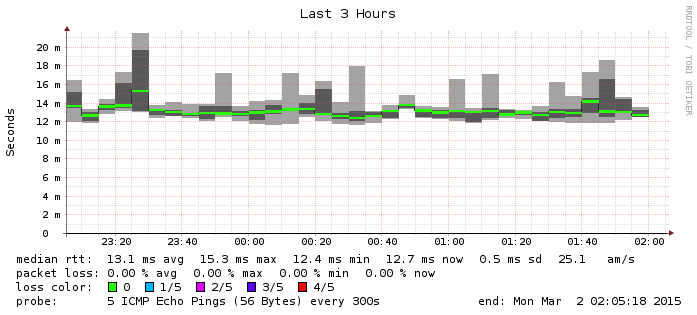 Last 3 Hours
RRDTOOL / TOBI OETIKER
Seconds
20 m
18 m
16 m
14 m
12 m
10 m
8 m
6 m
4 m
2 m
0
23:20 23:40 00:00 00:20 00:40 01:00 01:20 01:40 02:00
median rtt: 13.1 ms avg 15.3 ms max 12.4 ms min 12.7 ms now 0.5 ms sd 25.1 am/s
packet loss: 0.00 % avg 0.00 % max 0.00 % min 0.00 % now
loss color: 0 1/5 2/5 3/5 4/5
probe: 5 ICMP Echo Pings (56 Bytes) every 300s end: Mon Mar 2 02:05:18 2015